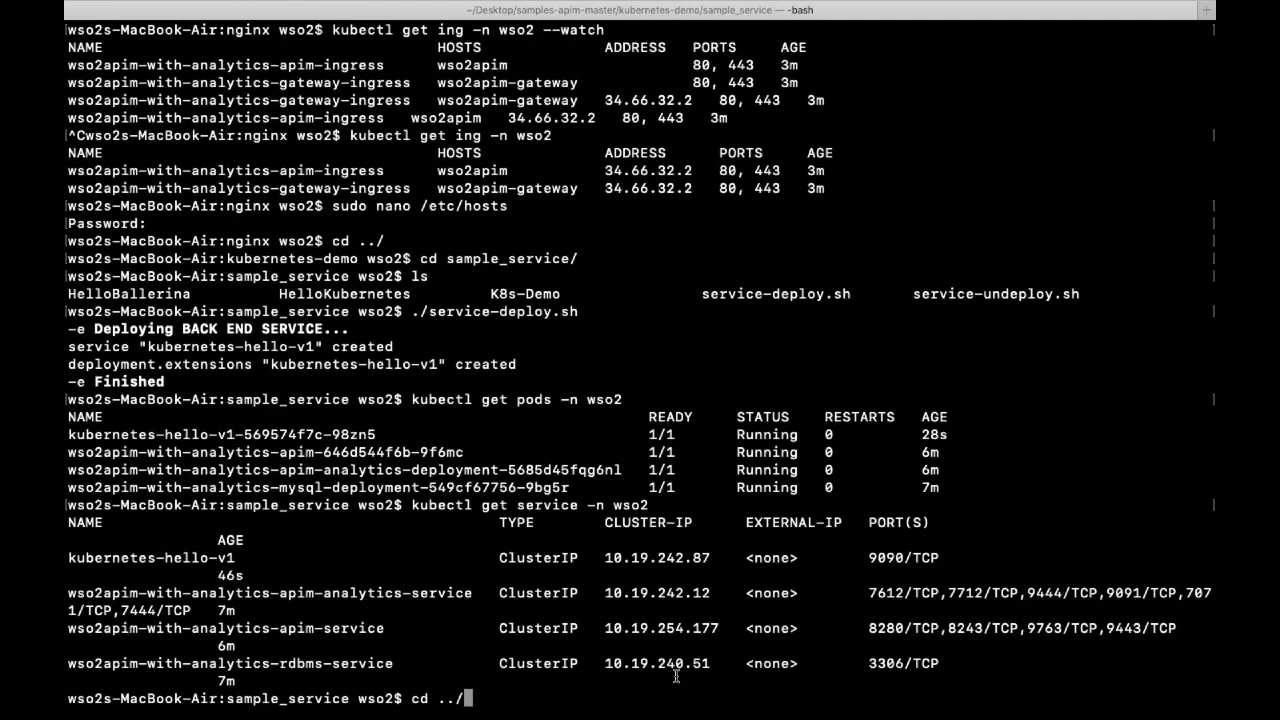 ~/Desktop/samples-apim-master/kubernetes-demo/sample_service — -bash
wso2s-MacBook-Air:nginx wso2$ kubectl get ing -n wso2 --watch
NAME HOSTS ADDRESS PORTS AGE
wso2apim-with-analytics-apim-ingress wso2apim 80, 443 3m
wso2apim-with-analytics-gateway-ingress wso2apim-gateway 80, 443 3m
wso2apim-with-analytics-gateway-ingress wso2apim-gateway 34.66.32.2 80, 443 3m
wso2apim-with-analytics-apim-ingress wso2apim 34.66.32.2 80, 443 3m
^Cwso2s-MacBook-Air:nginx wso2$ kubectl get ing -n wso2
NAME HOSTS ADDRESS PORTS AGE
wso2apim-with-analytics-apim-ingress wso2apim 34.66.32.2 80, 443 3m
wso2apim-with-analytics-gateway-ingress wso2apim-gateway 34.66.32.2 80, 443 3m
wso2s-MacBook-Air:nginx wso2$ sudo nano /etc/hosts
Password:
wso2s-MacBook-Air:nginx wso2$ cd ../
wso2s-MacBook-Air:kubernetes-demo wso2$ cd sample_service/
wso2s-MacBook-Air:sample_service wso2$ ls
HelloBallerina HelloKubernetes K8s-Demo service-deploy.sh service-undeploy.sh
wso2s-MacBook-Air:sample_service wso2$ ./service-deploy.sh
-e Deploying BACK END SERVICE...
service "kubernetes-hello-v1" created
deployment.extensions "kubernetes-hello-v1" created
-e Finished
wso2s-MacBook-Air:sample_service wso2$ kubectl get pods -n wso2
NAME READY STATUS RESTARTS AGE
kubernetes-hello-v1-569574f7c-98zn5 1/1 Running 0 28s
wso2apim-with-analytics-apim-646d544f6b-9f6mc 1/1 Running 0 6m
wso2apim-with-analytics-apim-analytics-deployment-5685d45fqg6nl 1/1 Running 0 6m
wso2apim-with-analytics-mysql-deployment-549cf67756-9bg5r 1/1 Running 0 7m
wso2s-MacBook-Air:sample_service wso2$ kubectl get service -n wso2
NAME TYPE CLUSTER-IP EXTERNAL-IP PORT(S)
AGE
kubernetes-hello-v1 ClusterIP 10.19.242.87 <none> 9090/TCP
46s
wso2apim-with-analytics-apim-analytics-service ClusterIP 10.19.242.12 <none> 7612/TCP,7712/TCP,9444/TCP,9091/TCP,707
1/TCP,7444/TCP 7m
wso2apim-with-analytics-apim-service ClusterIP 10.19.254.177 <none> 8280/TCP,8243/TCP,9763/TCP,9443/TCP
6m
wso2apim-with-analytics-rdbms-service ClusterIP 10.19.240.51 <none> 3306/TCP
7m
wso2s-MacBook-Air:sample_service wso2$ cd ../